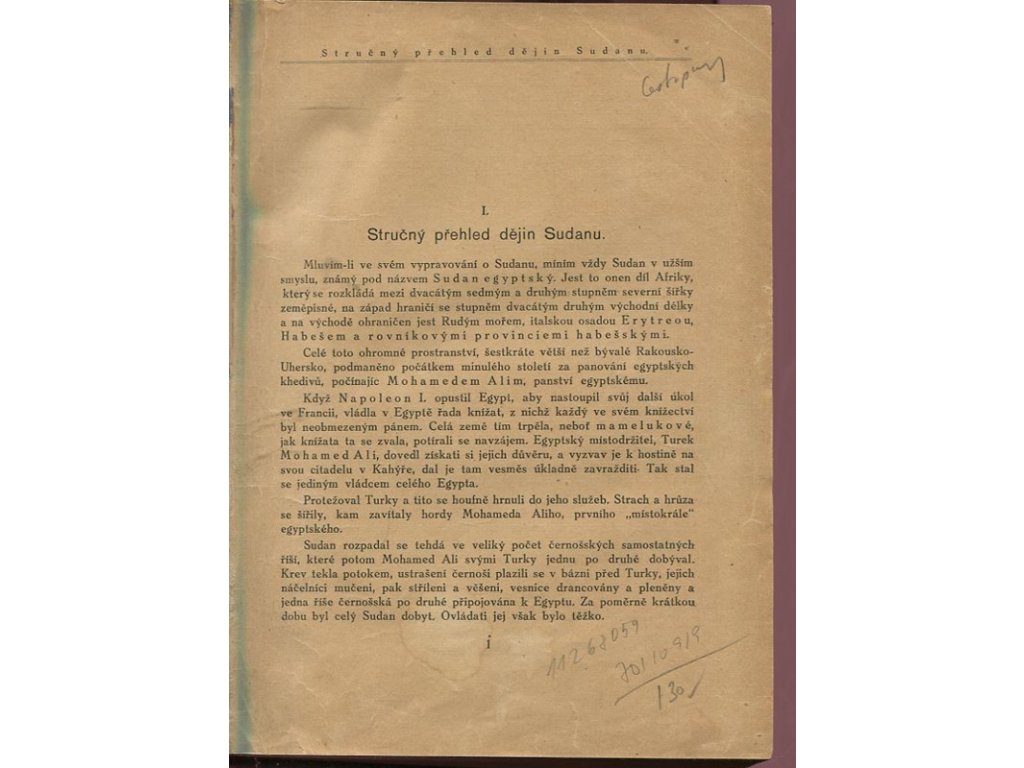 Stručný přehled dějin Sudanu.
Cestopisy
I.
Stručný přehled dějin Sudanu.
Mluvím-li ve svém vypravování o Sudanu, míním vždy Sudan v užším
smyslu, známý pod názvem Sudan egyptský. Jest to onen díl Afriky,
který se rozkládá mezi dvacátým sedmým a druhým stupněm severní šířky
zeměpisné, na západ hraničí se stupněm dvacátým druhým východní délky
a na východě ohraničen jest Rudým mořem, italskou osadou Erytreou,
Habešem a rovníkovými provinciemi habešskými.
Celé toto ohromné prostranství, šestkráte větší než bývalé Rakousko-
Uhersko, podmaněno počátkem minulého století za panování egyptských
khedivů, počínajíc Mohamedem Alim, panství egyptskému.
Když Napoleon I. opustil Egypt, aby nastoupil svůj další úkol
ve Francii, vládla v Egyptě řada knížat, z nichž každý ve svém knížectví
byl neobmezeným pánem. Celá země tím trpěla, neboť mamelukové,
jak knížata ta se zvala, potírali se navzájem. Egyptský místodržitel, Turek
Mohamed Ali, dovedl získati si jejich důvěru, a vyzvav je k hostině na
svou citadelu v Kahýře, dal je tam vesměs úkladně zavražditi. Tak stal
se jediným vládcem celého Egypta.
Protežoval Turky a tito se houfně hrnuli do jeho služeb. Strach a hrůza
se šířily, kam zavítaly hordy Mohameda Aliho, prvního „místokrále"
egyptského.
Sudan rozpadal se tehdá ve veliký počet černošských samostatných
říší, které potom Mohamed Ali svými Turky jednu po druhé dobýval.
Krev tekla potokem, ustrašení černoši plazili se v bázni před Turky, jejich
náčelníci mučeni, pak stříleni a věšeni, vesnice drancovány a pleněny a
jedna říše černošská po druhé připojována k Egyptu. Za poměrně krátkou
dobu byl celý Sudan dobyt. Ovládati jej však bylo těžko.
1
11268059
130